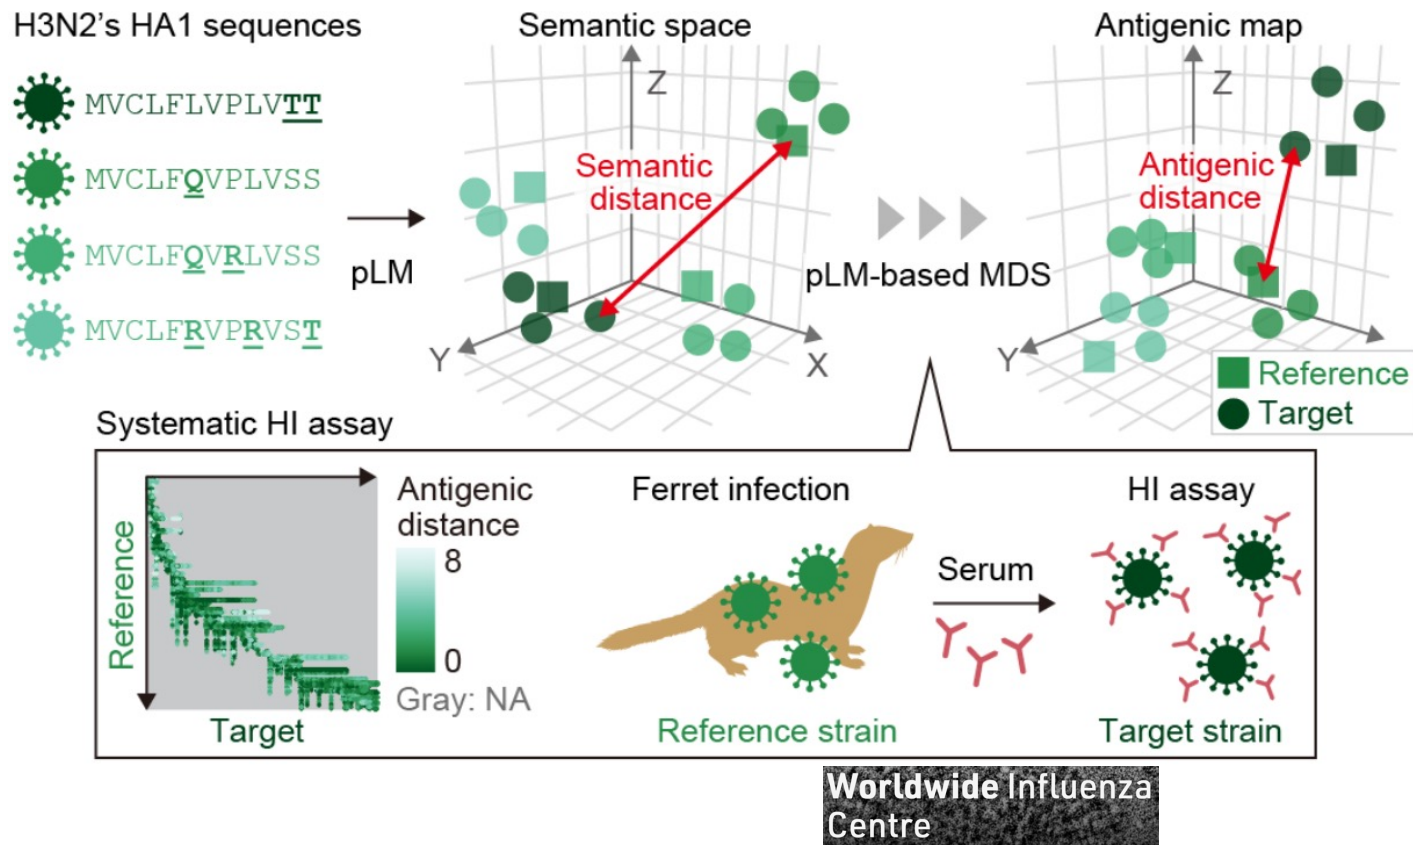 H3N2's HA1 sequences
MVCLFLVPLVTT
MVCLFQVPLVSS
MVCLFQVRLVSS
MVCLFRVPRVST
pLM
Semantic space
Z
Semantic
distance
Y
X
pLM-based MDS
Antigenic map
Z
Antigenic
distance
Y
Reference
Target
Systematic HI assay
Reference
Target
Antigenic
distance
8
0
Gray: NA
Ferret infection
Reference strain
Serum
HI assay
Target strain
Worldwide Influenza
Centre